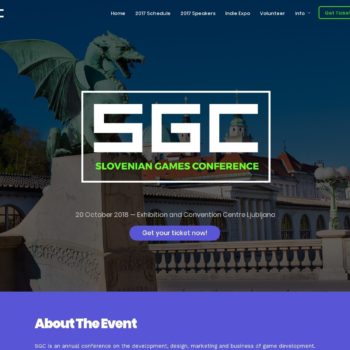 Home 2017 Schedule 2017 Speakers Indie Expo Volunteer Info Get Ticket
SGC
SLOVENIAN GAMES CONFERENCE
20 October 2018 — Exhibition and Convention Centre Ljubljana
Get your ticket now!
About The Event
SGC is an annual conference on the development, design, marketing and business of game development.